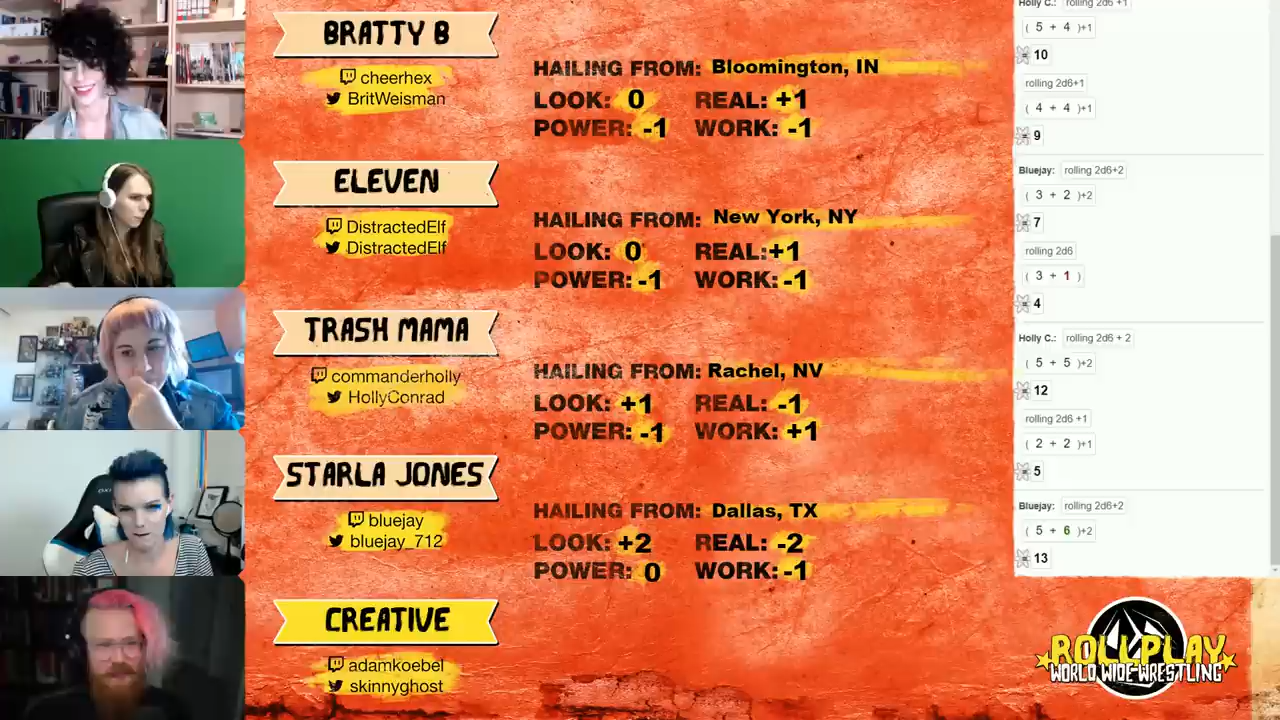 BRATTY B
cheerhex
BritWeisman
HAILING FROM: Bloomington, IN
LOOK: 0 REAL: +1
POWER: -1 WORK: -1
ELEVEN
DistractedElf
DistractedElf
HAILING FROM: New York, NY
LOOK: 0 REAL: +1
POWER: -1 WORK: -1
TRASH MAMA
commanderholly
HollyConrad
HAILING FROM: Rachel, NV
LOOK: +1 REAL: -1
POWER: -1 WORK: +1
STARLA JONES
bluejay
bluejay_712
HAILING FROM: Dallas, TX
LOOK: +2 REAL: -2
POWER: 0 WORK: -1
CREATIVE
adamkoebel
skinnyghost
Holly C.: rolling 2d6 +1
( 5 + 4 )+1
= 10
rolling 2d6+1
( 4 + 4 )+1
= 9
Bluejay: rolling 2d6+2
( 3 + 2 )+2
= 7
rolling 2d6
( 3 + 1 )
= 4
Holly C.: rolling 2d6 + 2
( 5 + 5 )+2
= 12
rolling 2d6 +1
( 2 + 2 )+1
= 5
Bluejay: rolling 2d6+2
( 5 + 6 )+2
= 13
ROLLPLAY
WORLD WIDE WRESTLING